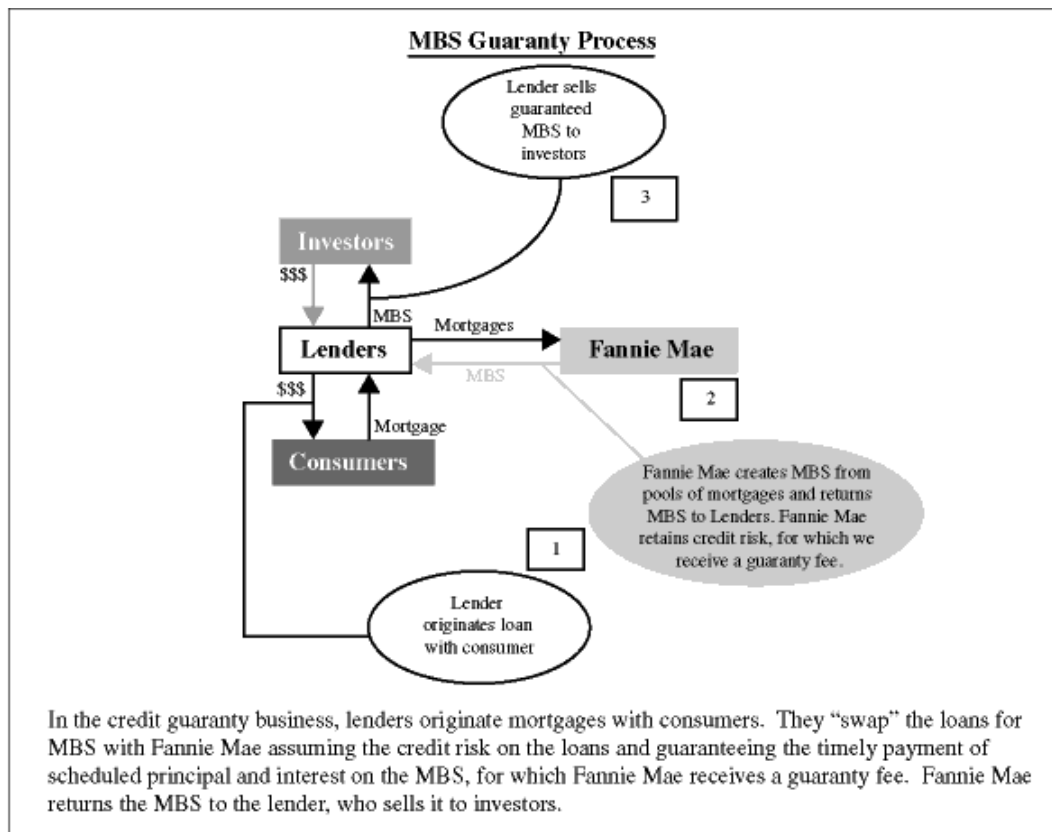 MBS Guaranty Process
Lender sells
guaranteed
MBS to
investors
3
Investors
$$$
MBS
Mortgages
Lenders
Fannie Mae
MBS
$$$
2
Mortgage
Consumers
Fannie Mae creates MBS from
pools of mortgages and returns
MBS to Lenders. Fannie Mae
retains credit risk, for which we
receive a guaranty fee.
1
Lender
originates loan
with consumer
In the credit guaranty business, lenders originate mortgages with consumers. They “swap” the loans for
MBS with Fannie Mae assuming the credit risk on the loans and guaranteeing the timely payment of
scheduled principal and interest on the MBS, for which Fannie Mae receives a guaranty fee. Fannie Mae
returns the MBS to the lender, who sells it to investors.